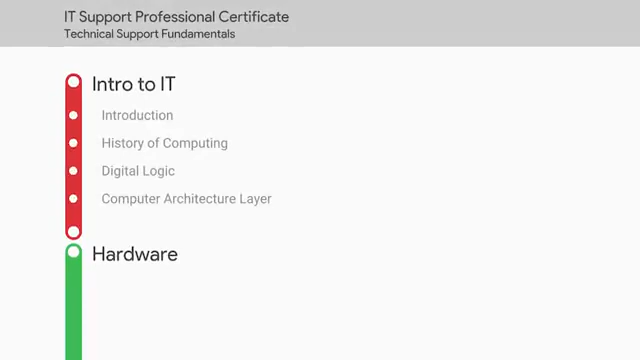 IT Support Professional Certificate
Technical Support Fundamentals
Intro to IT
Introduction
History of Computing
Digital Logic
Computer Architecture Layer
Hardware